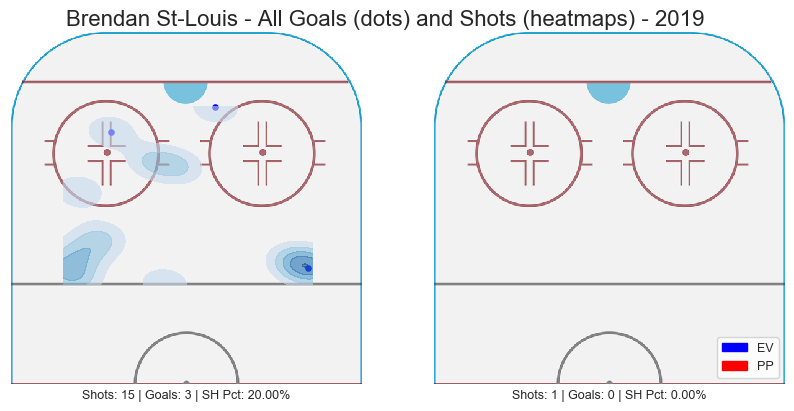 Brendan St-Louis - All Goals (dots) and Shots (heatmaps) - 2019
EV
PP
Shots: 15 | Goals: 3 | SH Pct: 20.00%
Shots: 1 | Goals: 0 | SH Pct: 0.00%